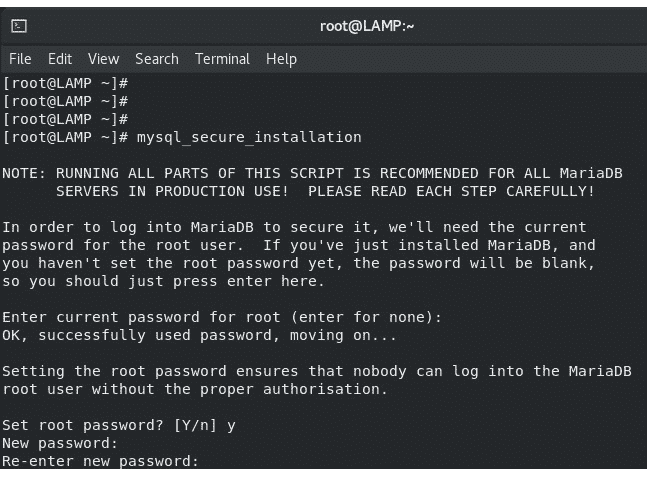 root@LAMP:~
File Edit View Search Terminal Help
[root@LAMP ~]#
[root@LAMP ~]#
[root@LAMP ~]#
[root@LAMP ~]# mysql_secure_installation
NOTE: RUNNING ALL PARTS OF THIS SCRIPT IS RECOMMENDED FOR ALL MariaDB
      SERVERS IN PRODUCTION USE!  PLEASE READ EACH STEP CAREFULLY!
In order to log into MariaDB to secure it, we'll need the current
password for the root user.  If you've just installed MariaDB, and
you haven't set the root password yet, the password will be blank,
so you should just press enter here.
Enter current password for root (enter for none):
OK, successfully used password, moving on...
Setting the root password ensures that nobody can log into the MariaDB
root user without the proper authorisation.
Set root password? [Y/n] y
New password:
Re-enter new password: